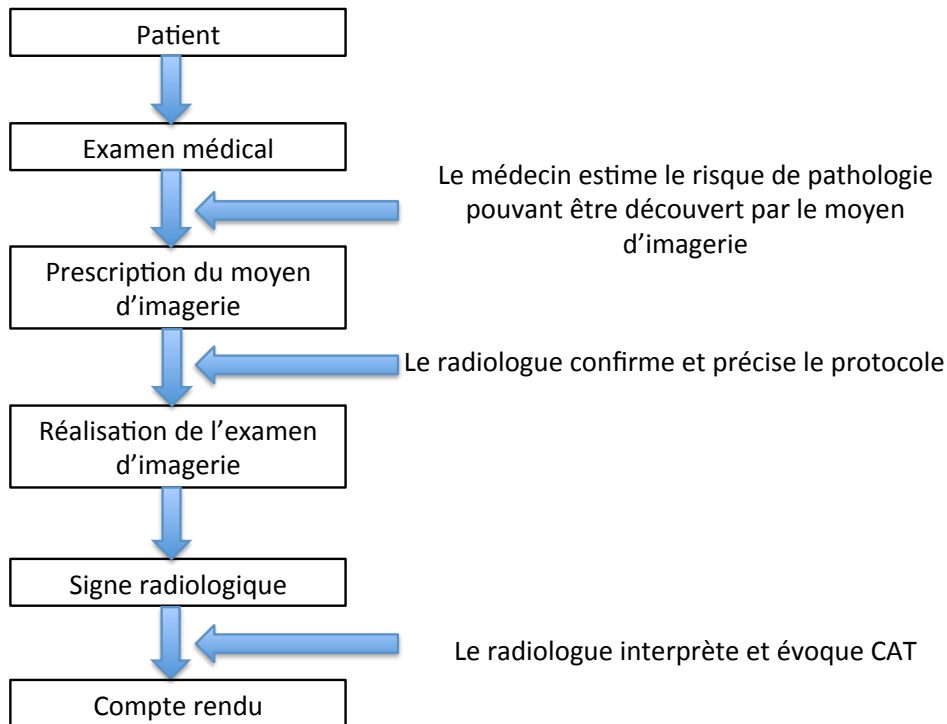 Patient
Examen médical
Le médecin estime le risque de pathologie
pouvant être découvert par le moyen
d’imagerie
Prescription du moyen
d’imagerie
Le radiologue confirme et précise le protocole
Réalisation de l’examen
d’imagerie
Signe radiologique
Le radiologue interprète et évoque CAT
Compte rendu